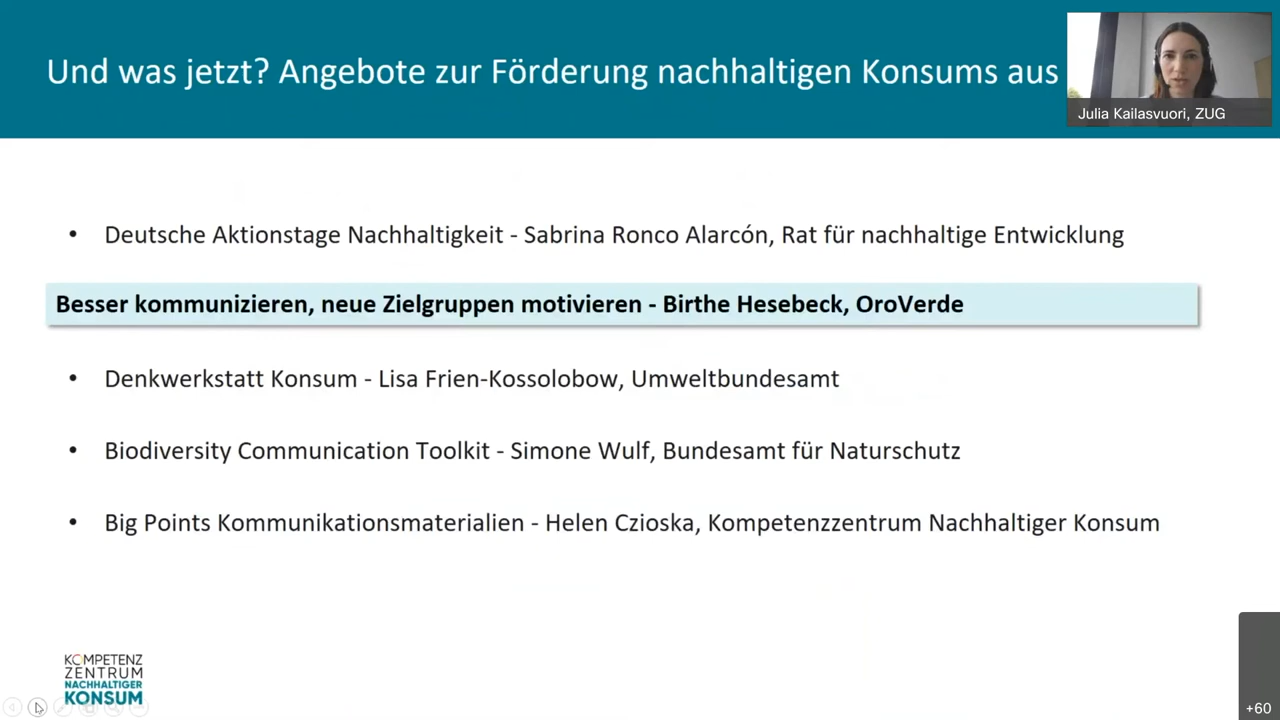 Und was jetzt? Angebote zur Förderung nachhaltigen Konsums aus
Julia Kailasvuori, ZUG
• Deutsche Aktionstage Nachhaltigkeit - Sabrina Ronco Alarcón, Rat für nachhaltige Entwicklung
Besser kommunizieren, neue Zielgruppen motivieren - Birthe Hesebeck, OroVerde
• Denkwerkstatt Konsum - Lisa Frien-Kossolobow, Umweltbundesamt
• Biodiversity Communication Toolkit - Simone Wulf, Bundesamt für Naturschutz
• Big Points Kommunikationsmaterialien - Helen Czioska, Kompetenzzentrum Nachhaltiger Konsum
KOMPETENZ
ZENTRUM
NACHHALTIGER
KONSUM
+60